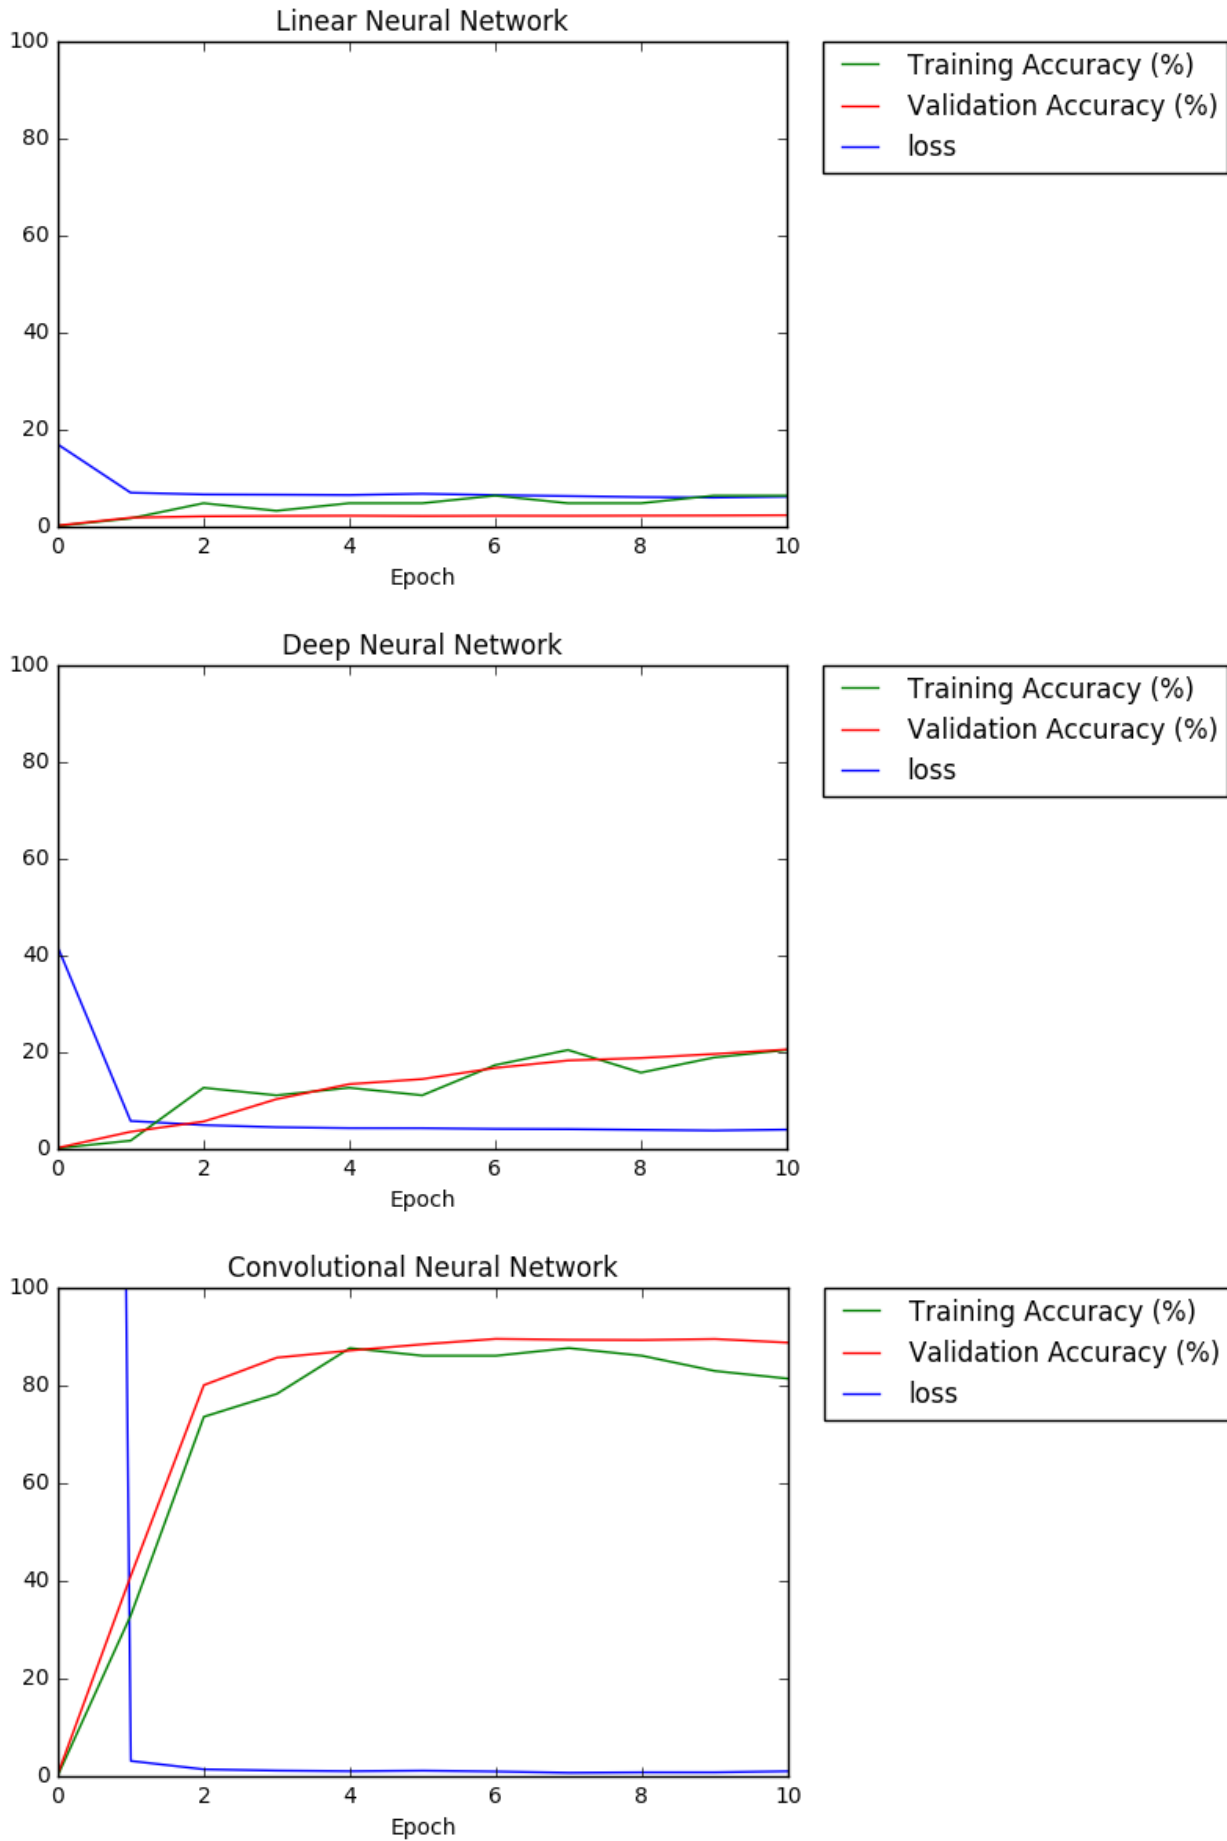 Linear Neural Network
100
80
60
40
20
0
0 2 4 6 8 10
Epoch
Training Accuracy (%)
Validation Accuracy (%)
loss
Deep Neural Network
100
80
60
40
20
0
0 2 4 6 8 10
Epoch
Training Accuracy (%)
Validation Accuracy (%)
loss
Convolutional Neural Network
100
80
60
40
20
0
0 2 4 6 8 10
Epoch
Training Accuracy (%)
Validation Accuracy (%)
loss